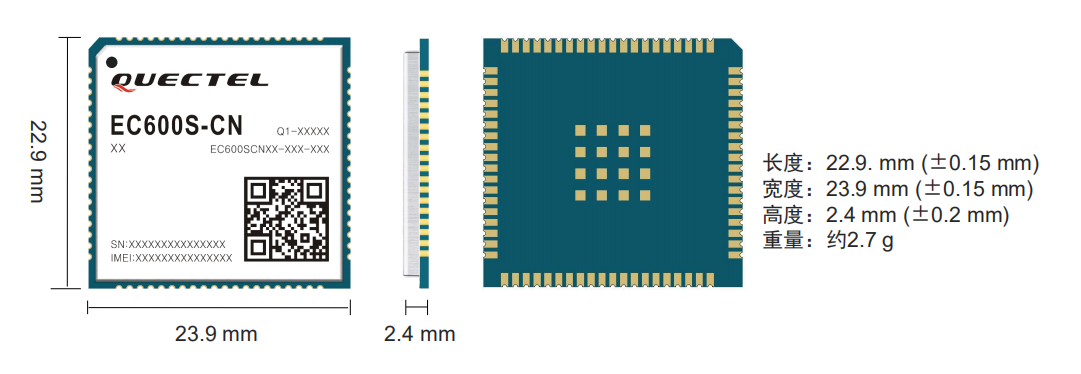 QUECTEL
EC600S-CN
Q1-XXXXX
XX
EC600SCNXX-XXX-XXX
SN:XXXXXXXXXXXXXXX
IMEI:XXXXXXXXXXXXXXX
22.9 mm
23.9 mm
2.4 mm
长度：22.9. mm (±0.15 mm)
宽度：23.9 mm (±0.15 mm)
高度：2.4 mm (±0.2 mm)
重量：约2.7 g